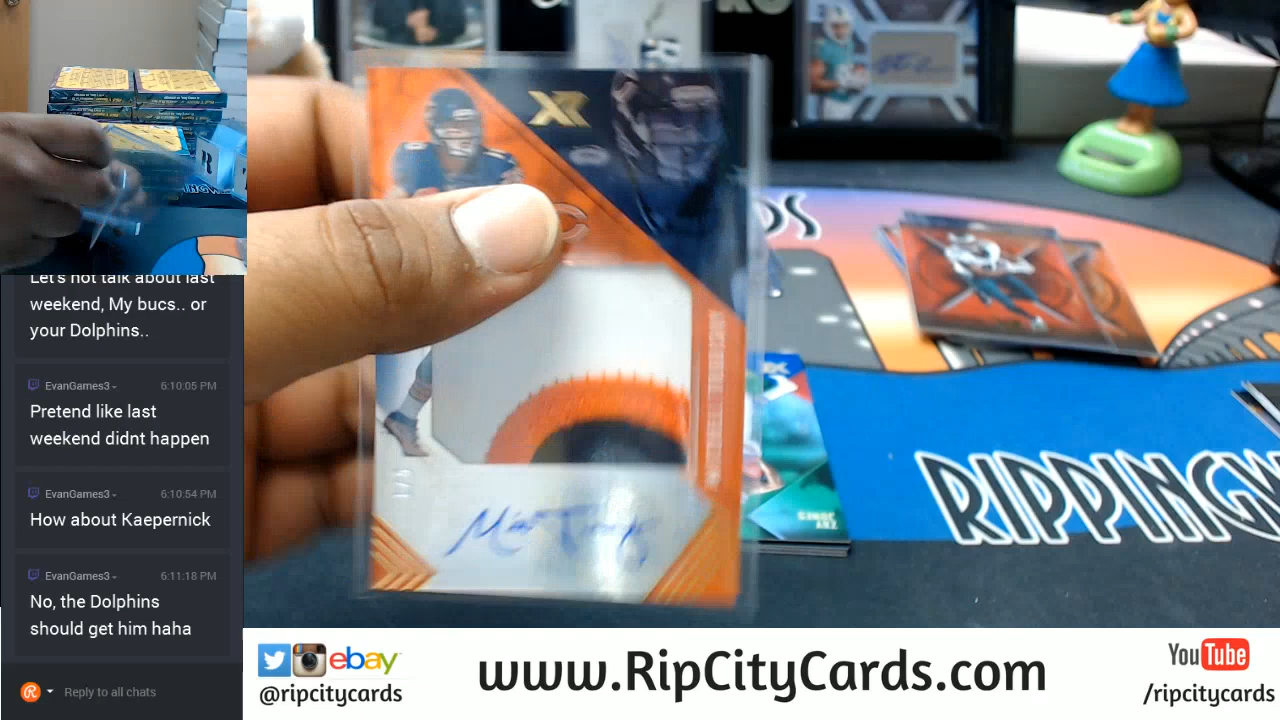 Let's not talk about last
weekend, My bucs.. or
your Dolphins..
EvanGames3
6:10:05 PM
Pretend like last
weekend didnt happen
EvanGames3
6:10:54 PM
How about Kaepernick
EvanGames3
6:11:18 PM
No, the Dolphins
should get him haha
Reply to all chats
XR
ZAY
JONES
RIPPINGW
ebay
@ripcitycards
www.RipCityCards.com
YouTube
/ripcitycards